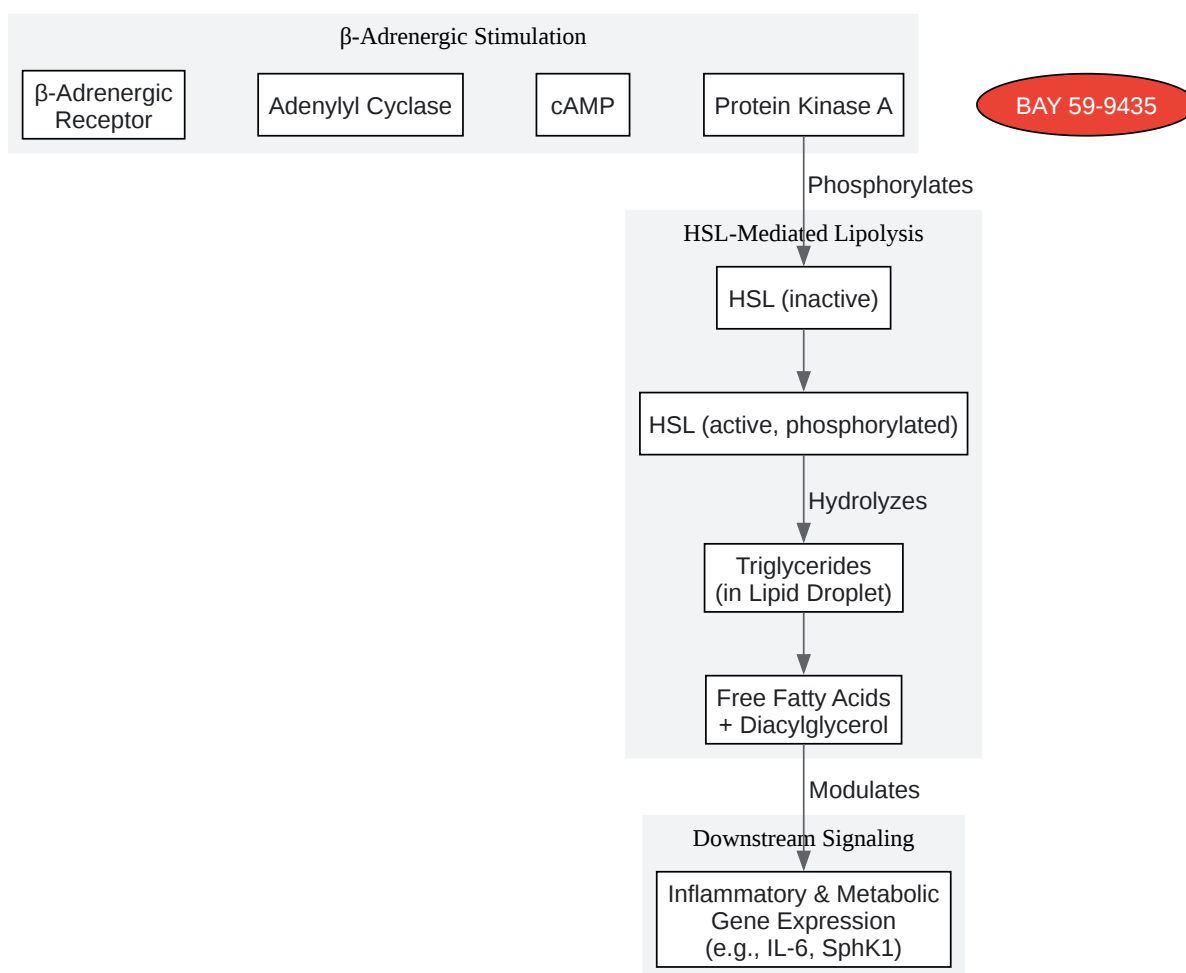 β-Adrenergic Stimulation
β-Adrenergic
Receptor
Adenylyl Cyclase
cAMP
Protein Kinase A
BAY 59-9435
Phosphorylates
HSL-Mediated Lipolysis
HSL (inactive)
HSL (active, phosphorylated)
Hydrolyzes
Triglycerides
(in Lipid Droplet)
Free Fatty Acids
+ Diacylglycerol
Modulates
Downstream Signaling
Inflammatory & Metabolic
Gene Expression
(e.g., IL-6, SphK1)